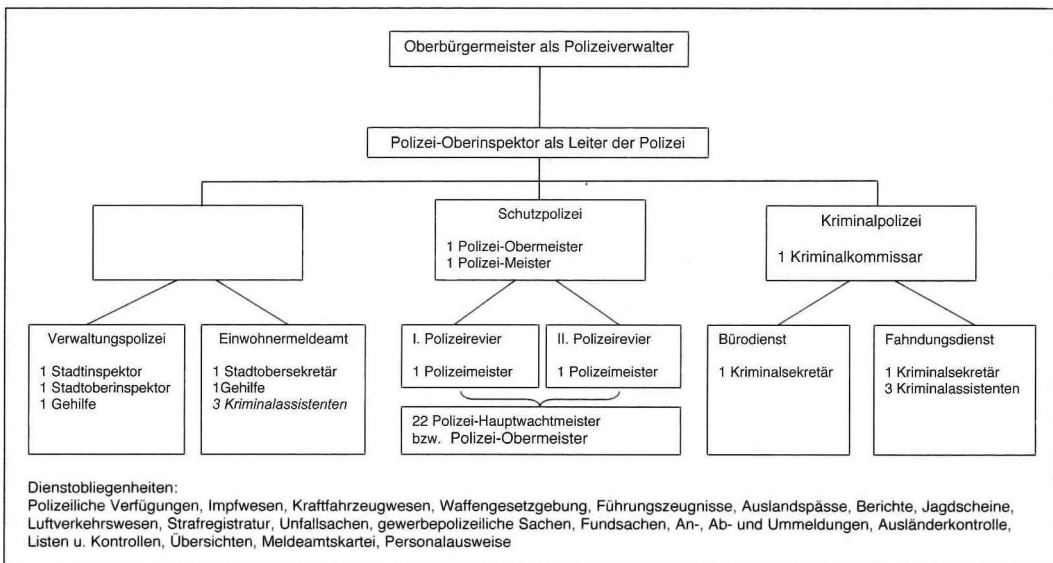 Oberbürgermeister als Polizeiverwalter
Polizei-Oberinspektor als Leiter der Polizei
Schutzpolizei
1 Polizei-Obermeister
1 Polizei-Meister
Kriminalpolizei
1 Kriminalkommissar
Verwaltungspolizei
1 Stadtinspektor
1 Stadtoberinspektor
1 Gehilfe
Einwohnermeldeamt
1 Stadtobersekretär
1Gehilfe
3 Kriminalassistenten
I. Polizeirevier
1 Polizeimeister
II. Polizeirevier
1 Polizeimeister
22 Polizei-Hauptwachtmeister
bzw. Polizei-Obermeister
Bürodienst
1 Kriminalsekretär
Fahndungsdienst
1 Kriminalsekretär
3 Kriminalassistenten
Dienstobliegenheiten:
Polizeiliche Verfügungen, Impfwesen, Kraftfahrzeugwesen, Waffengesetzgebung, Führungszeugnisse, Auslandspässe, Berichte, Jagdscheine,
Luftverkehrswesen, Strafregistratur, Unfallsachen, gewerbepolizeiliche Sachen, Fundsachen, An-, Ab- und Ummeldungen, Ausländerkontrolle,
Listen u. Kontrollen, Übersichten, Meldeamtskartei, Personalausweise